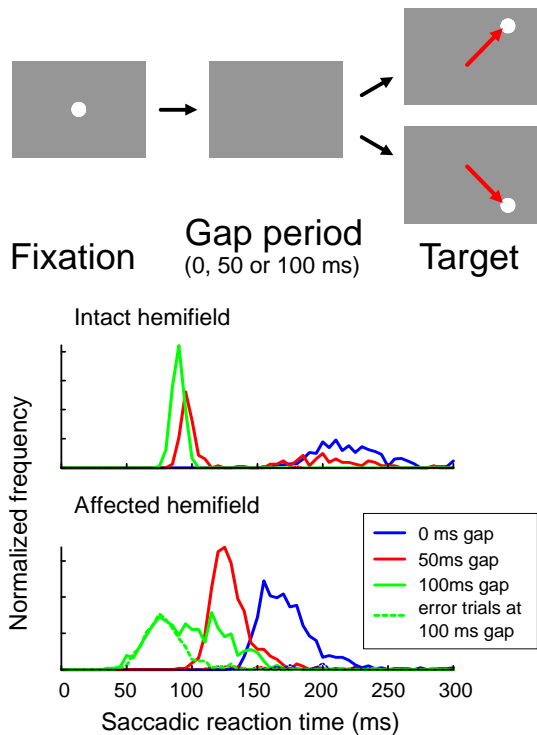 Fixation
Gap period
(0, 50 or 100 ms)
Target
Intact hemifield
Normalized frequency
Affected hemifield
0 ms gap
50ms gap
100ms gap
error trials at
100 ms gap
0 50 100 150 200 250 300
Saccadic reaction time (ms)